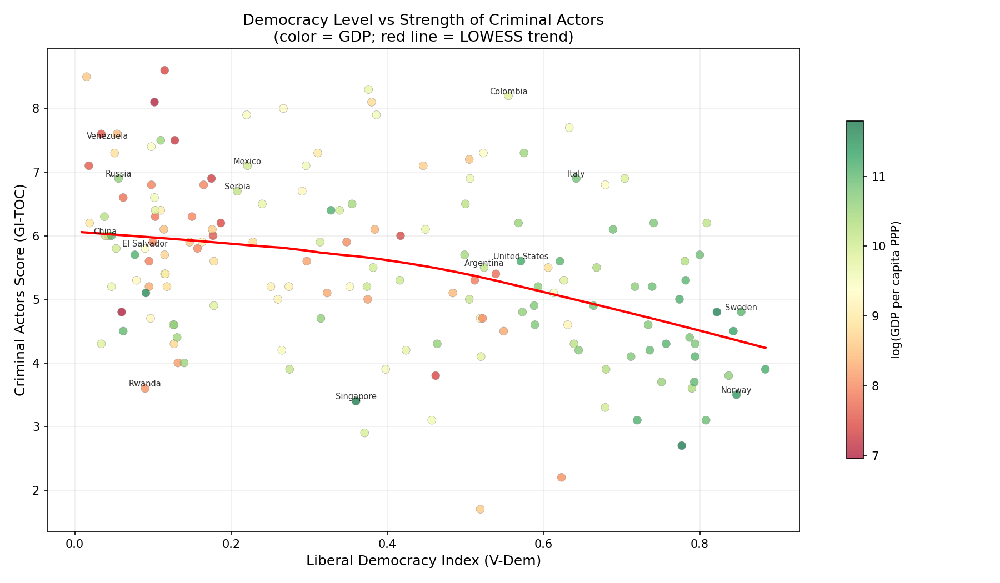 Democracy Level vs Strength of Criminal Actors
(color = GDP; red line = LOWESS trend)
Criminal Actors Score (GI-TOC)
8
7
6
5
4
3
2
Colombia
Venezuela
Mexico
Russia
Italy
Serbia
China
El Salvador
United States
Argentina
Sweden
Rwanda
Singapore
Norway
0.0 0.2 0.4 0.6 0.8
Liberal Democracy Index (V-Dem)
11
10
9
8
7
log(GDP per capita PPP)